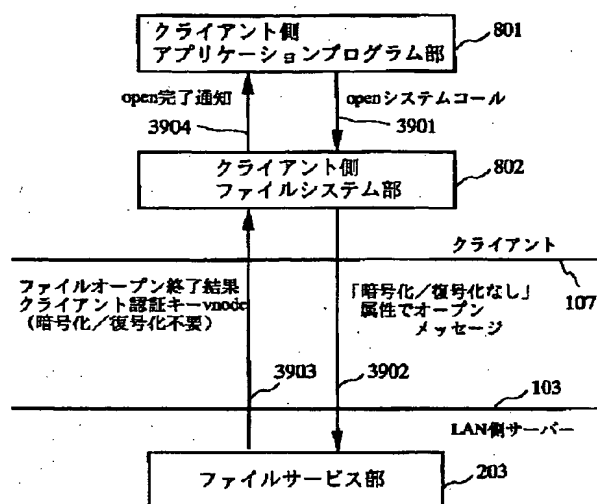 クライアント側
アプリケーションプログラム部
801
open完了通知
openシステムコール
3904
3901
クライアント側
ファイルシステム部
802
クライアント
107
ファイルオープン終了結果
クライアント認証キーvnode
（暗号化／復号化不要）
「暗号化／復号化なし」
属性でオープン
メッセージ
3903
3902
103
LAN側サーバー
ファイルサービス部
203